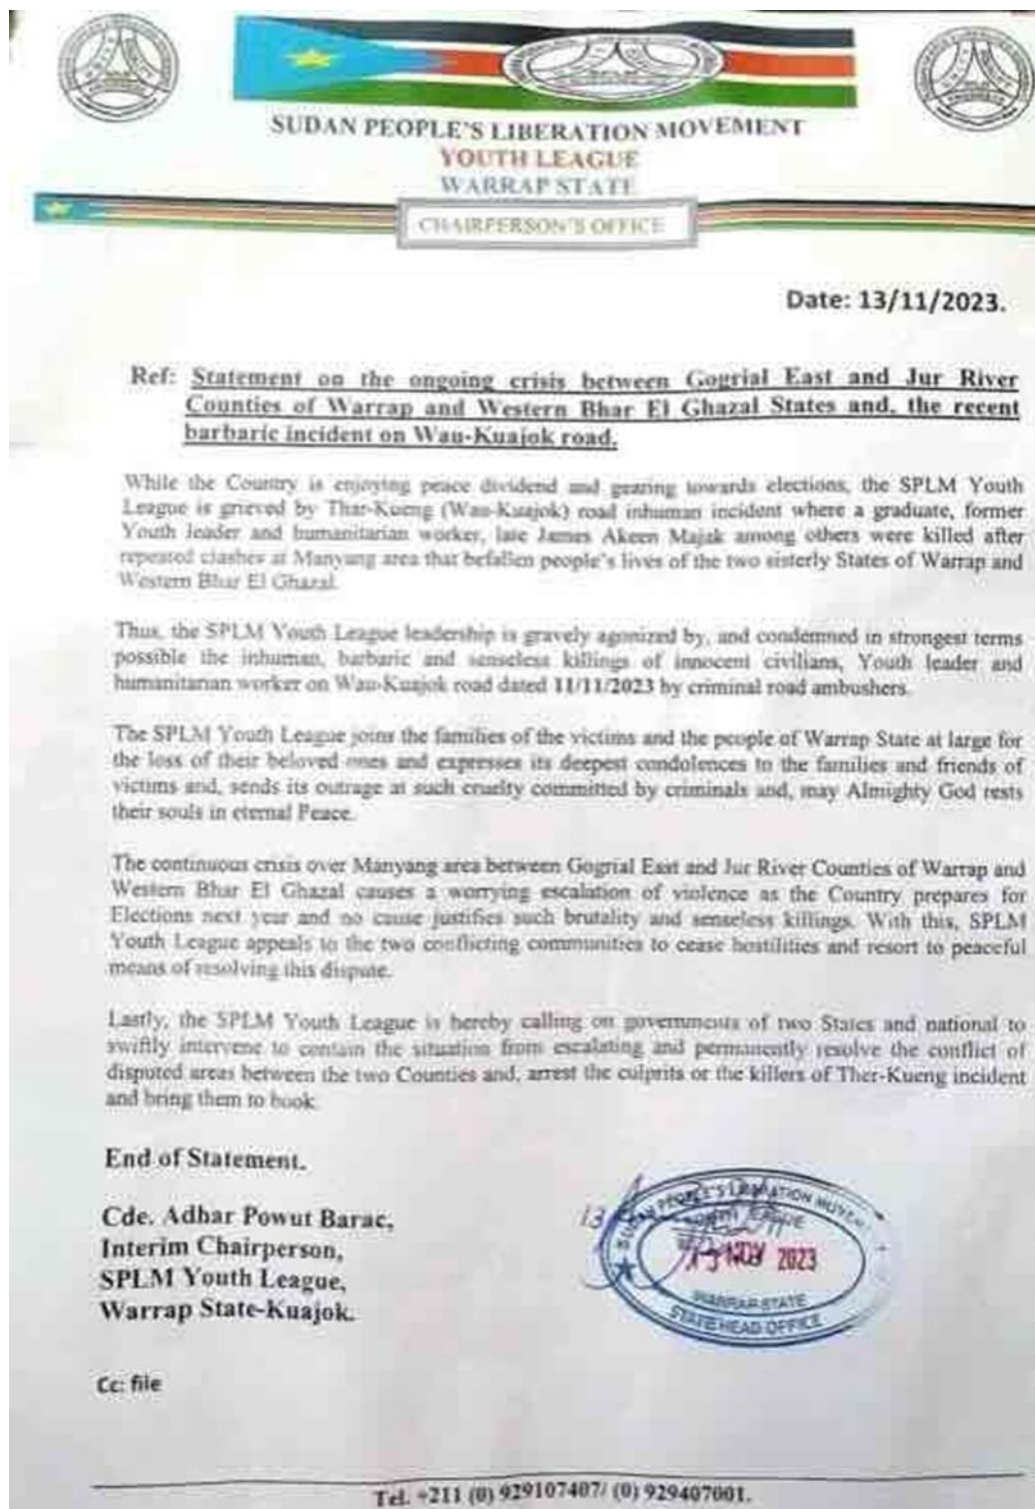 SUDAN PEOPLE'S LIBERATION MOVEMENT
YOUTH LEAGUE
WARRAP STATE
CHAIRPERSON'S OFFICE
Date: 13/11/2023.
Ref: Statement on the ongoing crisis between Gogrial East and Jur River
Counties of Warrap and Western Bhar El Ghazal States and, the recent
barbaric incident on Wau-Kuajok road.
While the Country is enjoying peace dividend and gearing towards elections, the SPLM Youth
League is grieved by Thar-Kueng (Wau-Kuajok) road inhuman incident where a graduate, former
Youth leader and humanitarian worker, late James Akeen Majak among others were killed after
repeated clashes at Manyang area that befallen people's lives of the two sisterly States of Warrap and
Western Bhar El Ghazal.
Thus, the SPLM Youth League leadership is gravely agonized by, and condemned in strongest terms
possible the inhuman, barbaric and senseless killings of innocent civilians, Youth leader and
humanitarian worker on Wau-Kuajok road dated 11/11/2023 by criminal road ambushers.
The SPLM Youth League joins the families of the victims and the people of Warrap State at large for
the loss of their beloved ones and expresses its deepest condolences to the families and friends of
victims and, sends its outrage at such cruelty committed by criminals and, may Almighty God rests
their souls in eternal Peace.
The continuous crisis over Manyang area between Gogrial East and Jur River Counties of Warrap and
Western Bhar El Ghazal causes a worrying escalation of violence as the Country prepares for
Elections next year and no cause justifies such brutality and senseless killings. With this, SPLM
Youth League appeals to the two conflicting communities to cease hostilities and resort to peaceful
means of resolving this dispute.
Lastly, the SPLM Youth League is hereby calling on governments of two States and national to
swiftly intervene to contain the situation from escalating and permanently resolve the conflict of
disputed areas between the two Counties and, arrest the culprits or the killers of Ther-Kueng incident
and bring them to book.
End of Statement.
Cde. Adhar Powut Barac,
Interim Chairperson,
SPLM Youth League,
Warrap State-Kuajok.
SUDAN PEOPLE'S LIBERATION MOVEMENT
YOUTH LEAGUE
13 NOV 2023
WARRAP STATE
STATE HEAD OFFICE
Cc: file
Tel. +211 (0) 929107407/ (0) 929407001.